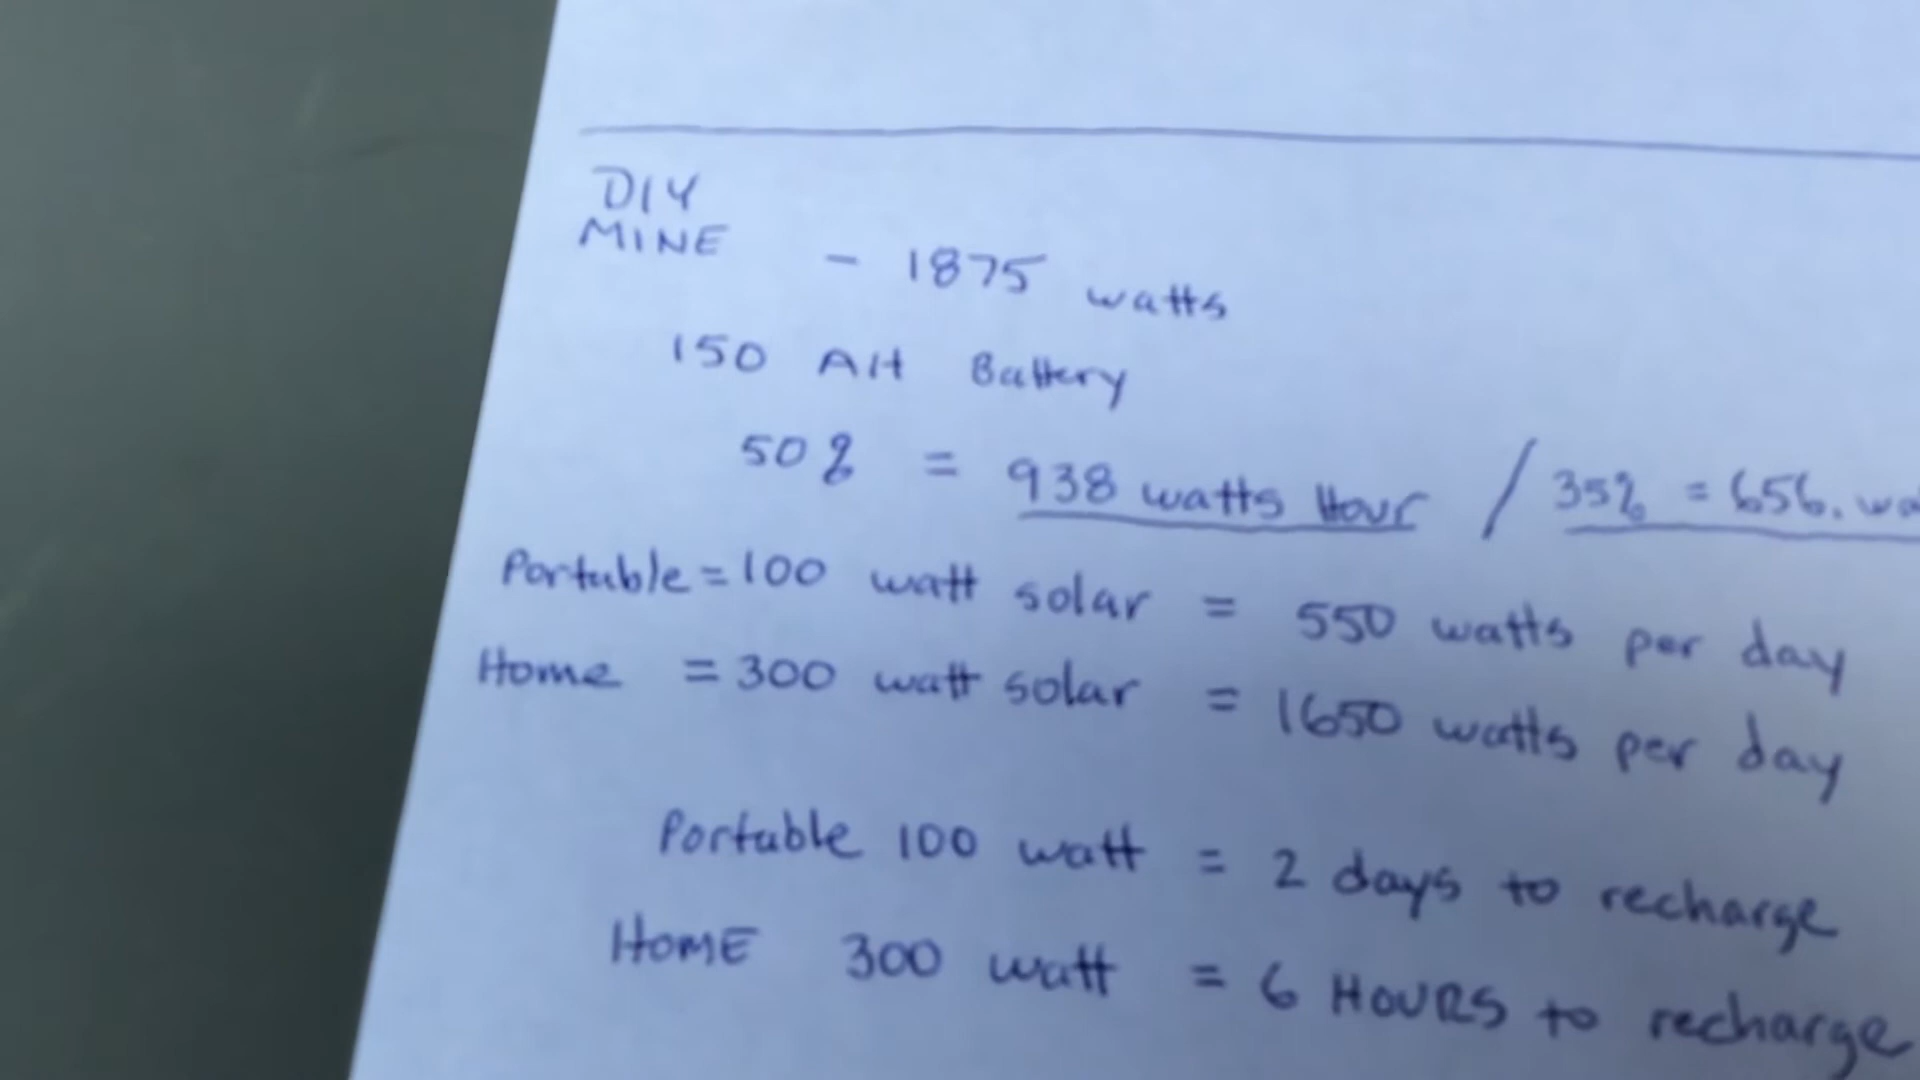 DIY
MINE - 1875 watts
150 AH Battery
50% = 938 watts Hour / 35% = 656. wa
Portable = 100 watt solar = 550 watts per day
Home = 300 watt solar = 1650 watts per day
Portable 100 watt = 2 days to recharge
HOME 300 watt = 6 HOURS to recharge